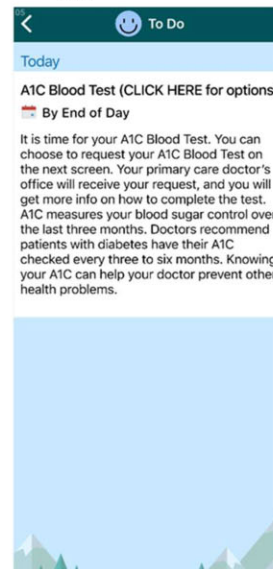 05
To Do
Today
A1C Blood Test (CLICK HERE for options
By End of Day
It is time for your A1C Blood Test. You can
choose to request your A1C Blood Test on
the next screen. Your primary care doctor's
office will receive your request, and you will
get more info on how to complete the test.
A1C measures your blood sugar control over
the last three months. Doctors recommend
patients with diabetes have their A1C
checked every three to six months. Knowing
your A1C can help your doctor prevent other
health problems.